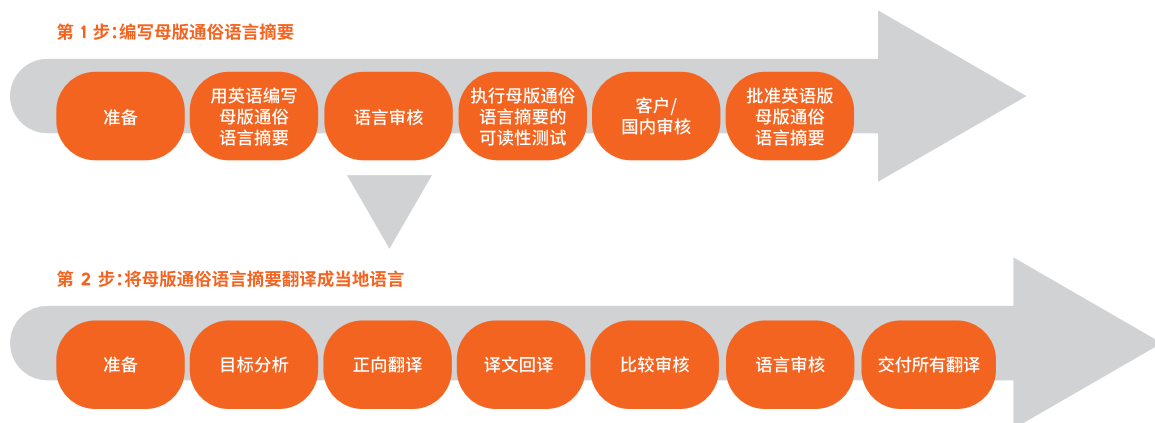 第 1 步:编写母版通俗语言摘要
准备
用英语编写
母版通俗
语言摘要
语言审核
执行母版通俗
语言摘要的
可读性测试
客户/
国内审核
批准英语版
母版通俗
语言摘要
第 2 步:将母版通俗语言摘要翻译成当地语言
准备
目标分析
正向翻译
译文回译
比较审核
语言审核
交付所有翻译